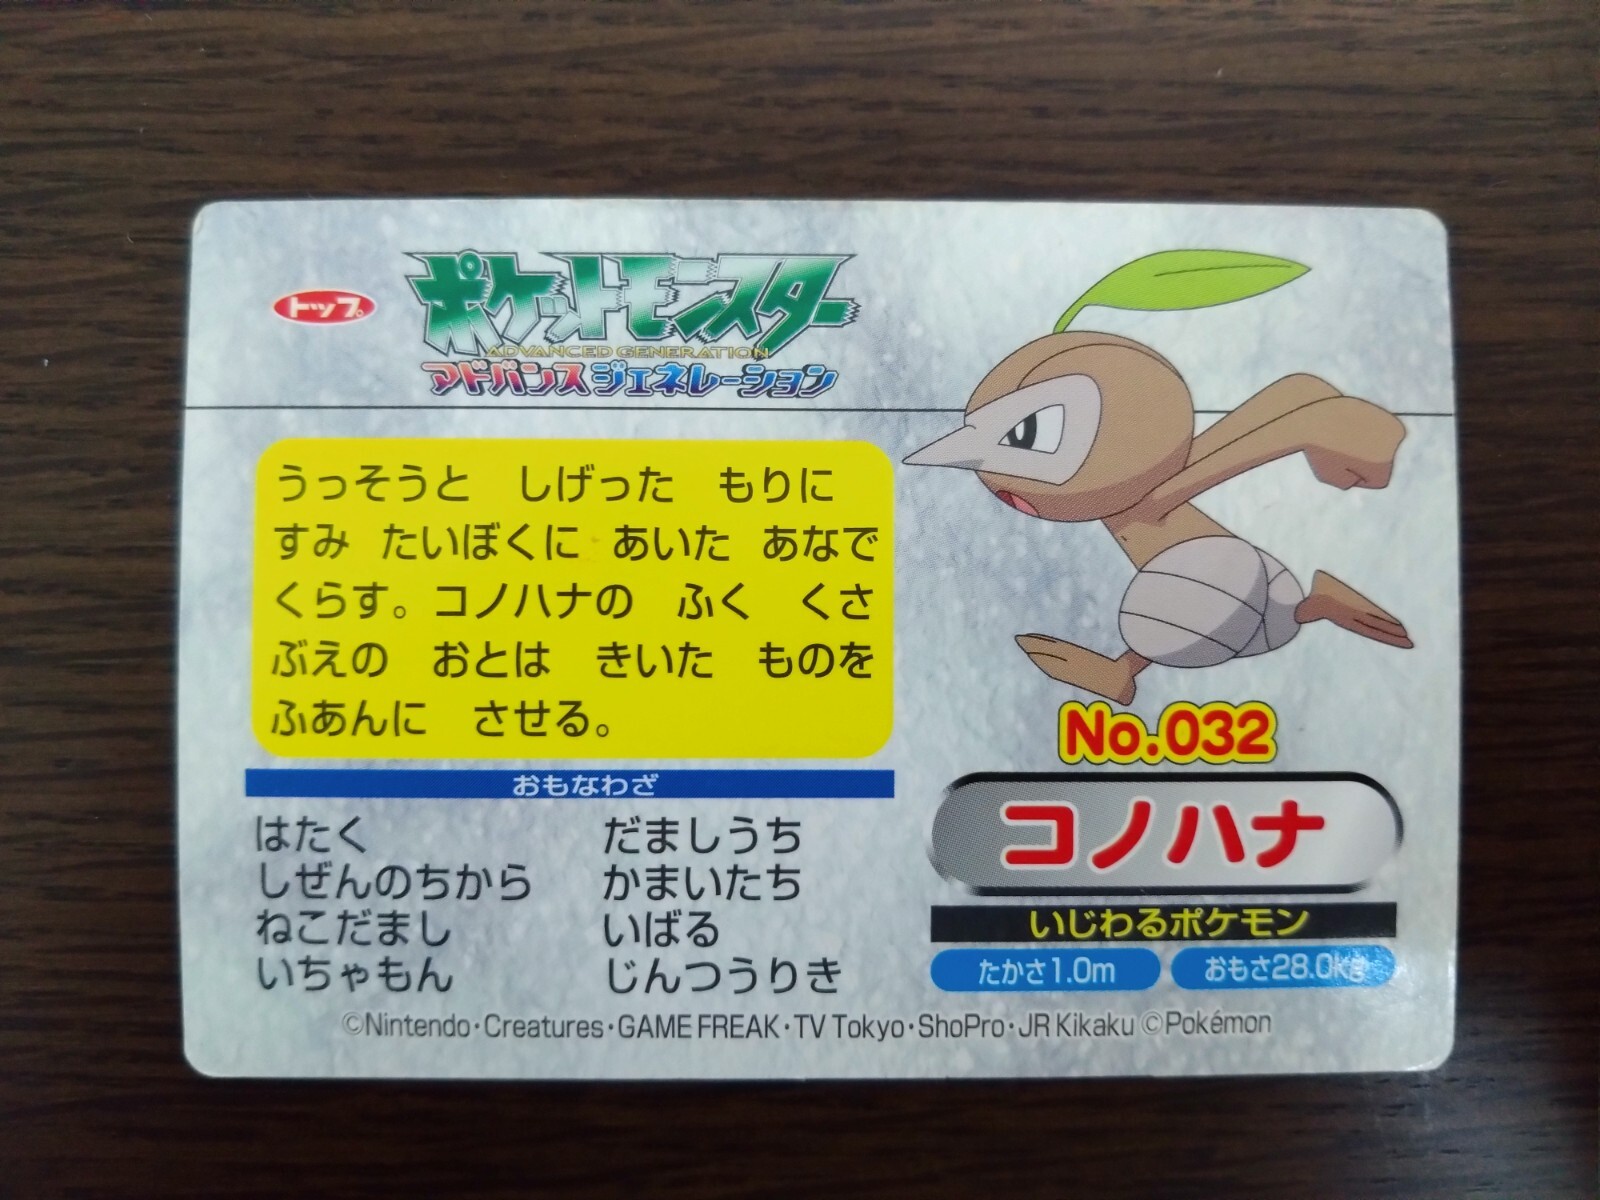 トップ
ポケットモンスター
ADVANCED GENERATION
アドバンスジェネレーション
うっそうと しげった もりに
すみ たいぼくに あいた あなで
くらす。コノハナの ふく くさ
ぶえの おとは きいた ものを
ふあんに させる。
おもなわざ
はたく だましうち
しぜんのちから かまいたち
ねこだまし いばる
いちゃもん じんつうりき
No.032
コノハナ
いじわるポケモン
たかさ1.0m おもさ28.0kg
©Nintendo・Creatures・GAME FREAK・TV Tokyo・ShoPro・JR Kikaku ©Pokémon